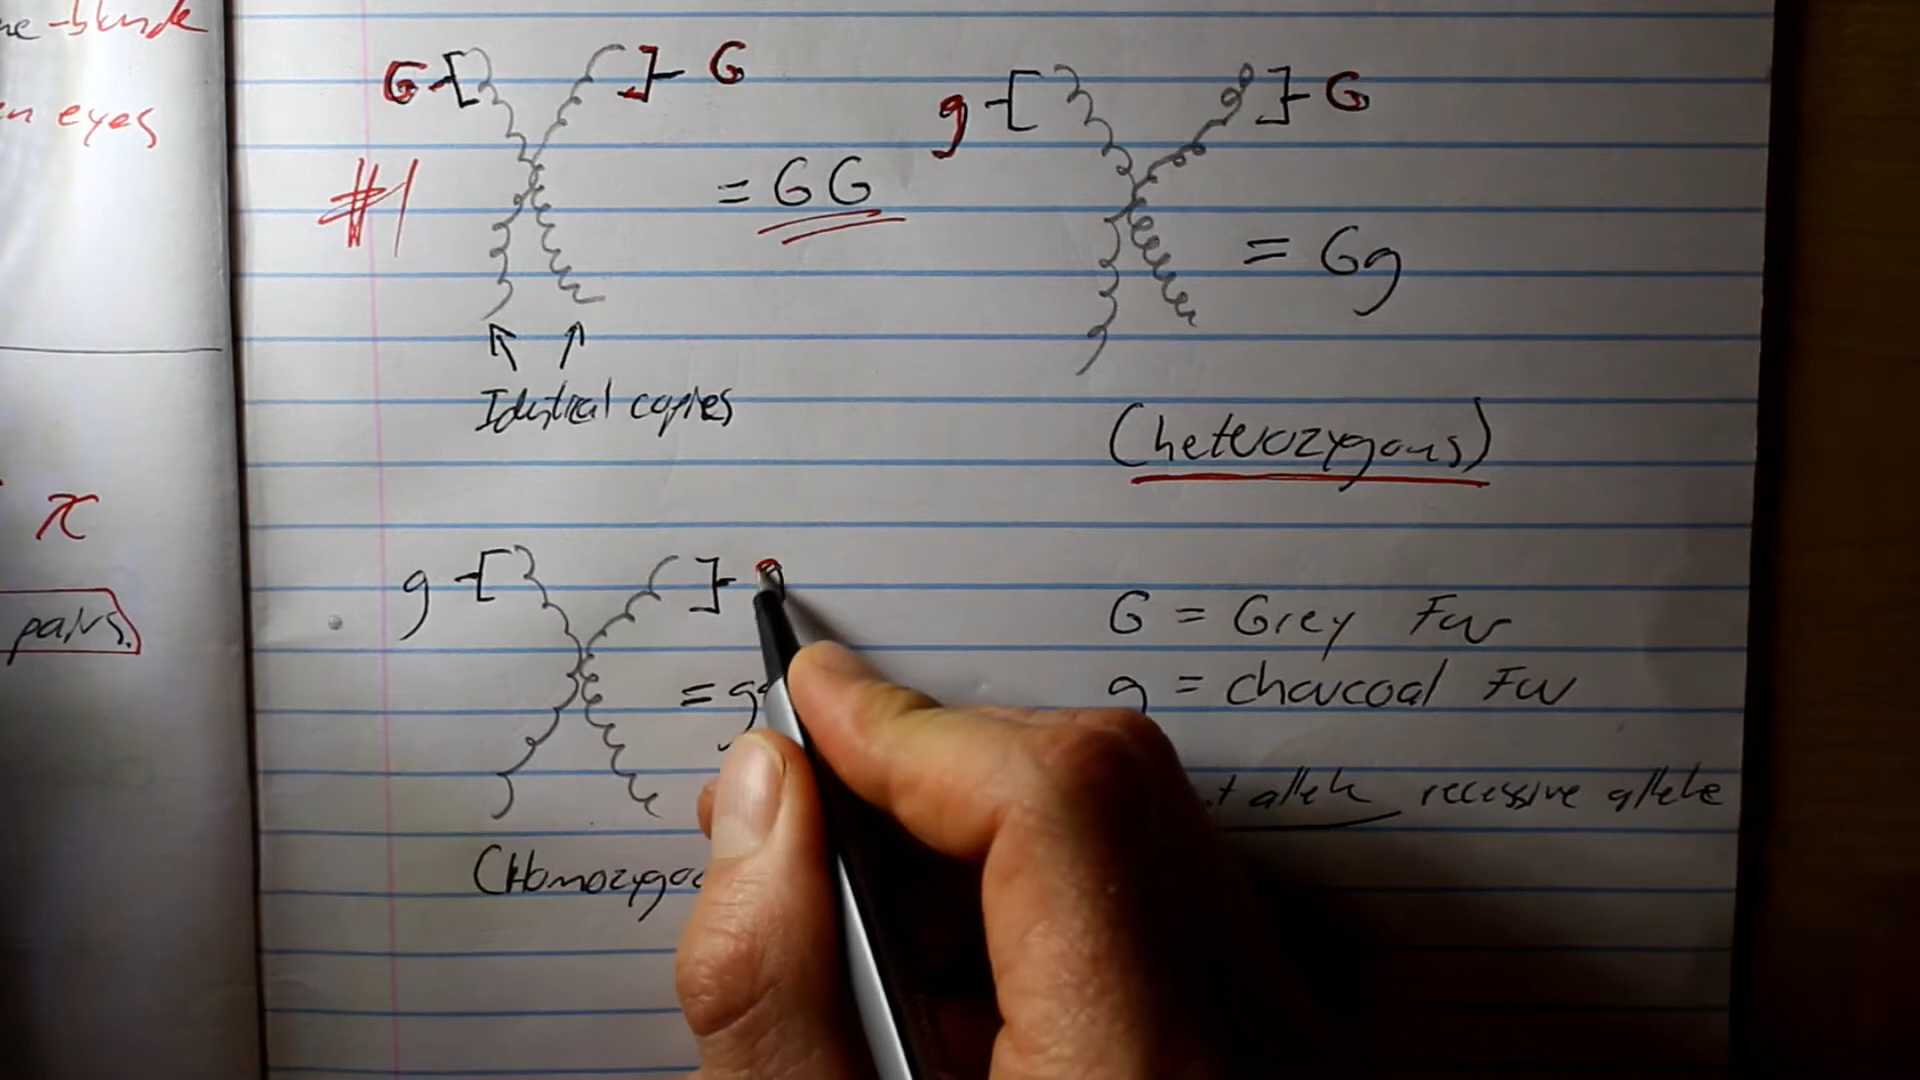 G G
#1
= GG
Identical copies
g G
= Gg
(heterozygous)
g
= g
(Homozygo
G = Grey Fur
g = charcoal Fur
t allele recessive allele
eyes
π
pairs.